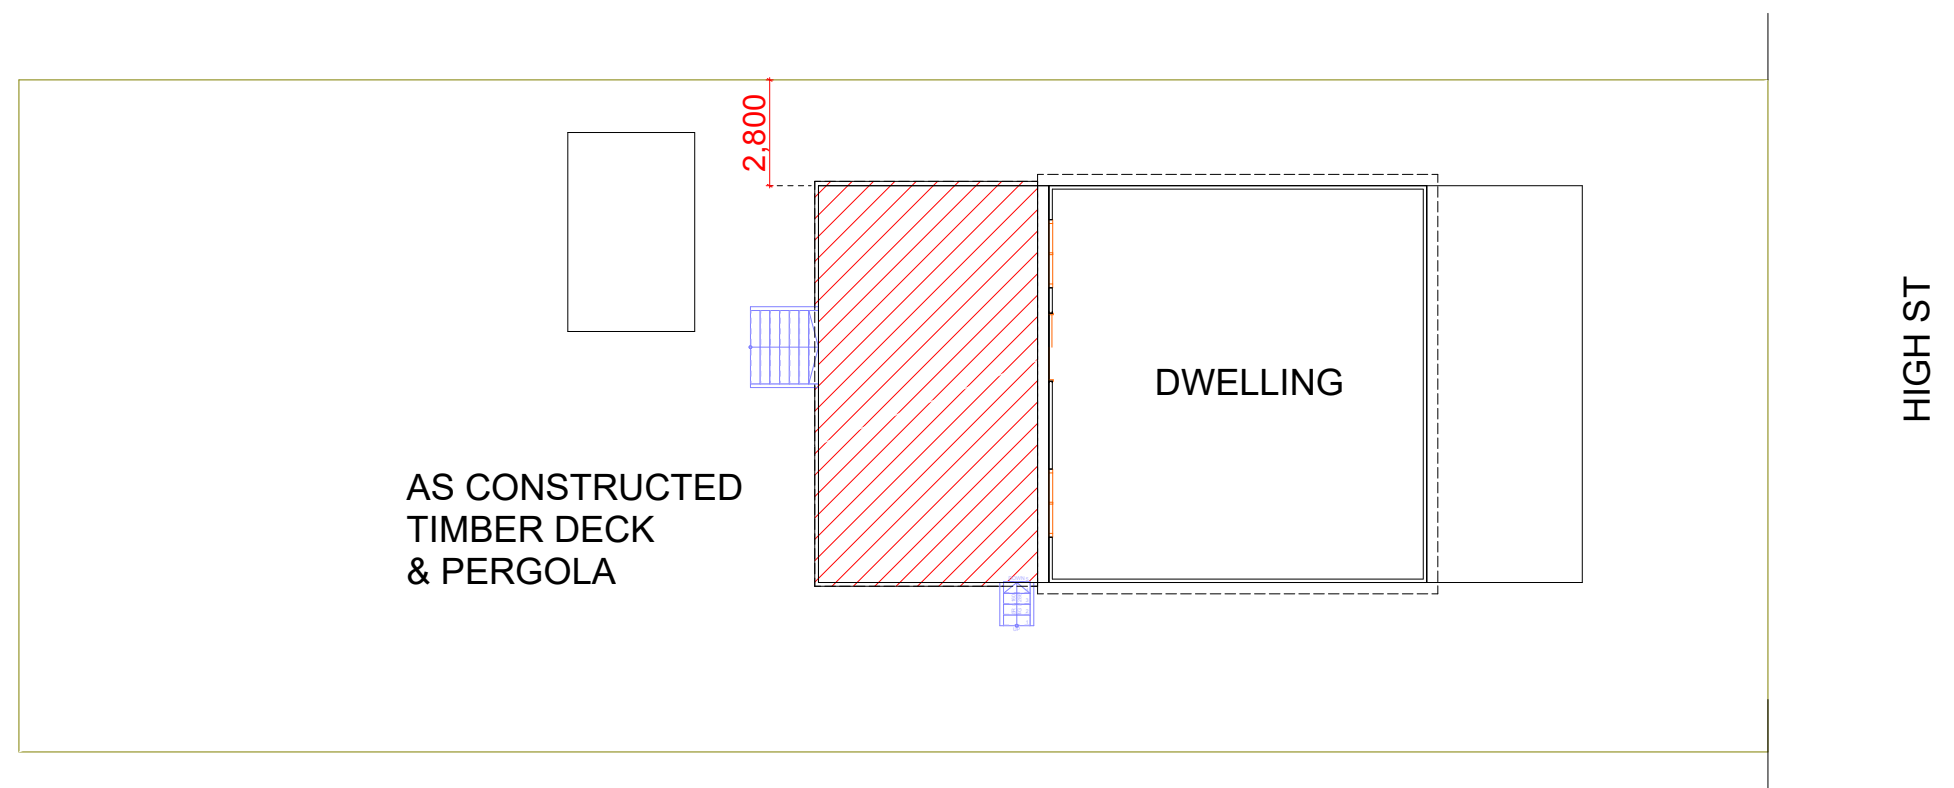 2,800
DWELLING
AS CONSTRUCTED
TIMBER DECK
& PERGOLA
HIGH ST